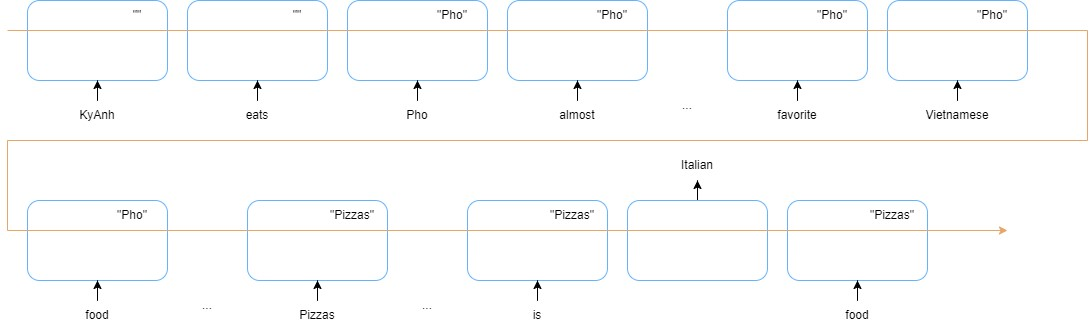 "" "" "Pho" "Pho" "Pho" "Pho"
KyAnh eats Pho almost ... favorite Vietnamese
Italian
"Pho" "Pizzas" "Pizzas" "Pizzas"
food ... Pizzas ... is food